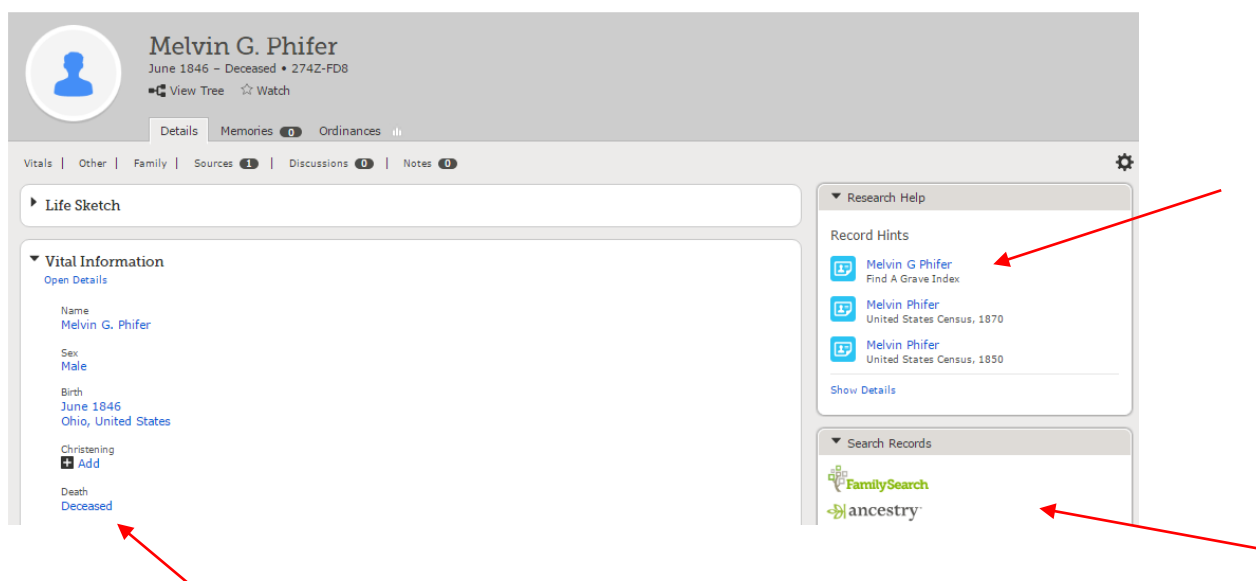 Melvin G. Phifer
June 1846 – Deceased • 274Z-FD8
View Tree ☆ Watch
Details Memories 0 Ordinances
Vitals | Other | Family | Sources 1 | Discussions 0 | Notes 0
Life Sketch
Vital Information
Open Details
Name
Melvin G. Phifer
Sex
Male
Birth
June 1846
Ohio, United States
Christening
Add
Death
Deceased
Research Help
Record Hints
Melvin G Phifer
Find A Grave Index
Melvin Phifer
United States Census, 1870
Melvin Phifer
United States Census, 1850
Show Details
Search Records
FamilySearch
ancestry